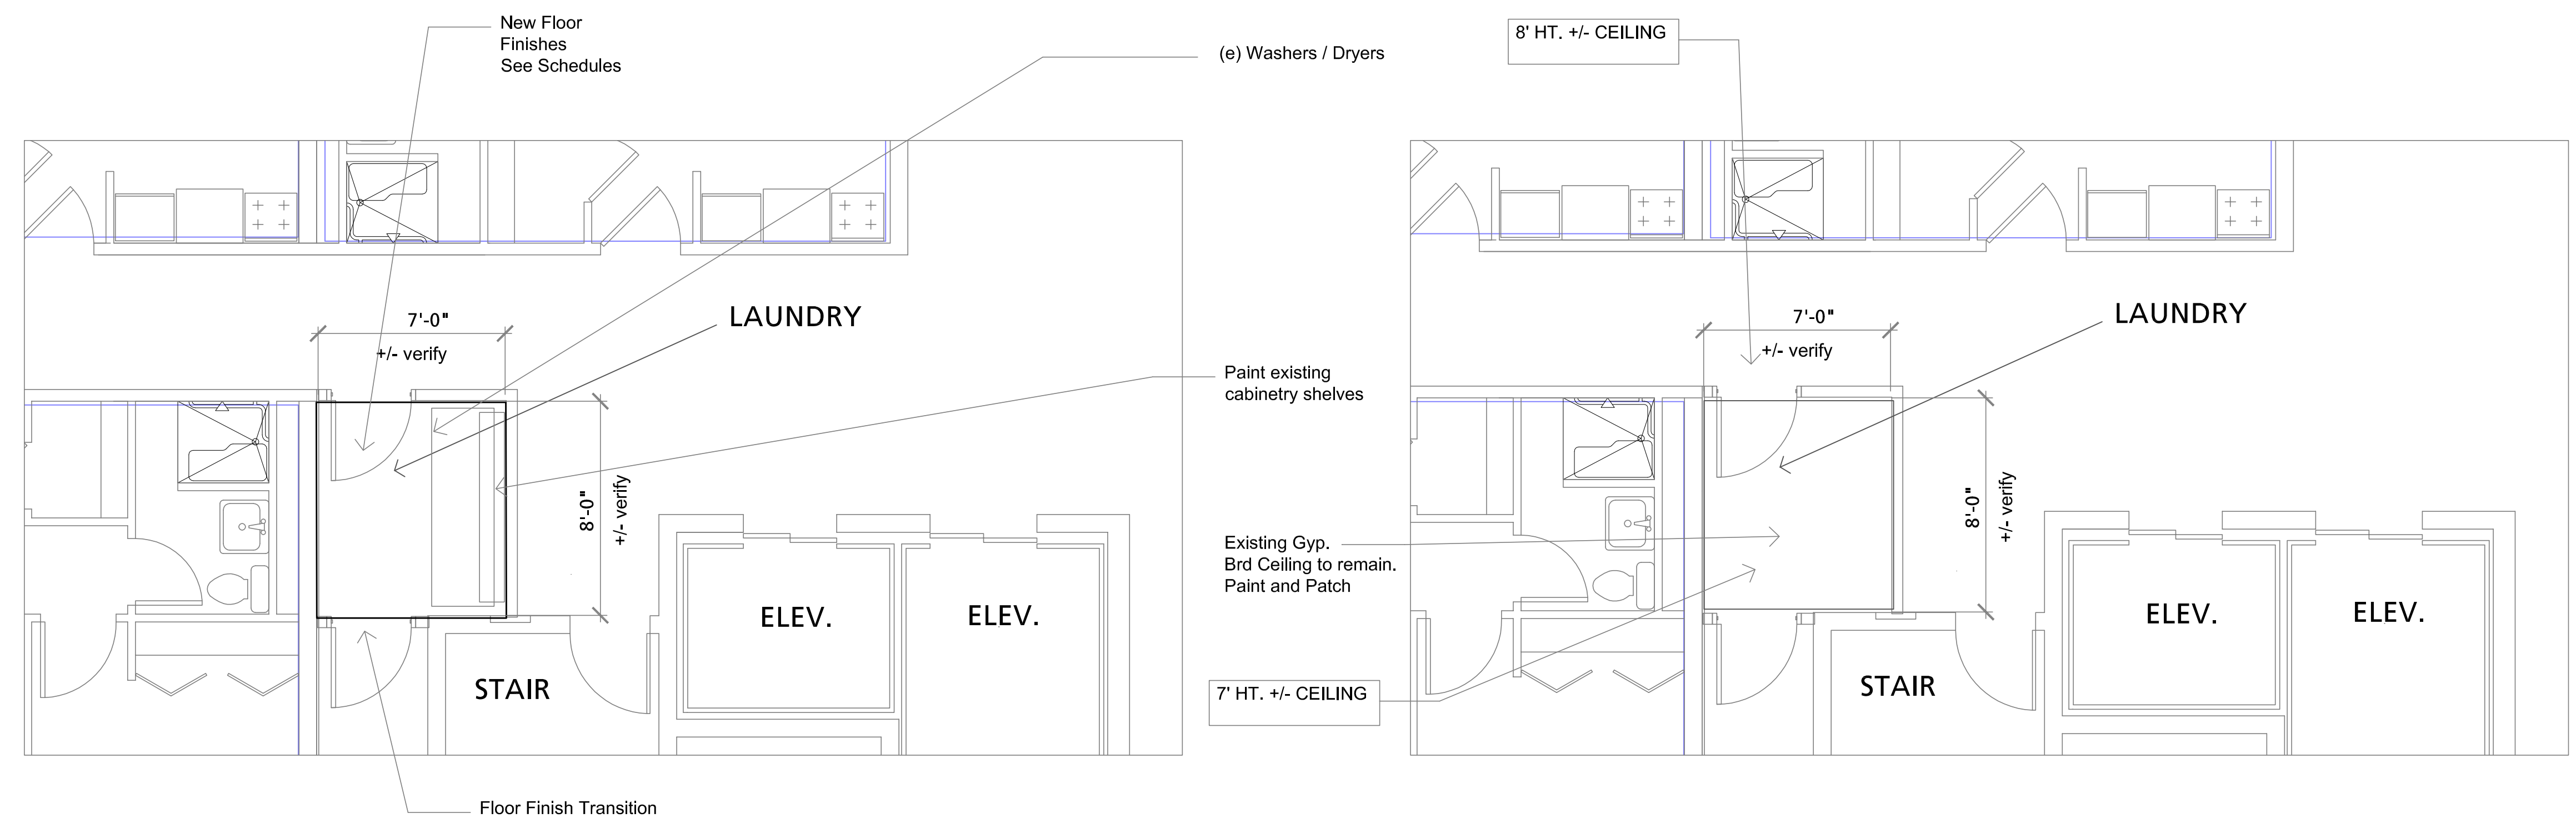 New Floor
Finishes
See Schedules
(e) Washers / Dryers
LAUNDRY
7'-0"
+/- verify
Paint existing
cabinetry shelves
8'-0"
+/- verify
ELEV.
ELEV.
STAIR
Floor Finish Transition
8' HT. +/- CEILING
LAUNDRY
7'-0"
+/- verify
8'-0"
+/- verify
Existing Gyp.
Brd Ceiling to remain.
Paint and Patch
ELEV.
ELEV.
7' HT. +/- CEILING
STAIR